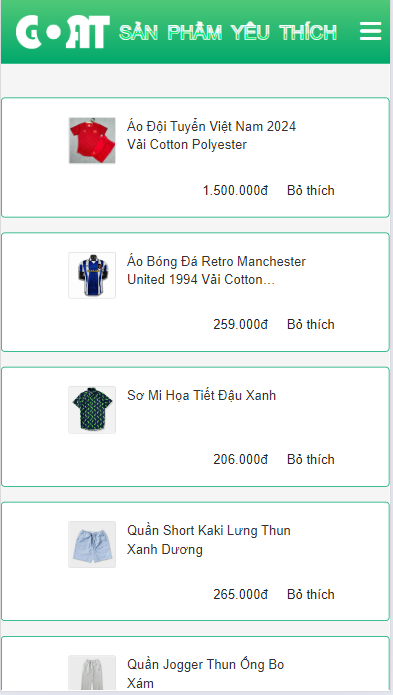 GOAT SẢN PHẨM YÊU THÍCH
Áo Đội Tuyển Việt Nam 2024
Vải Cotton Polyester
1.500.000đ Bỏ thích
Áo Bóng Đá Retro Manchester
United 1994 Vải Cotton…
259.000đ Bỏ thích
Sơ Mi Họa Tiết Đậu Xanh
206.000đ Bỏ thích
Quần Short Kaki Lưng Thun
Xanh Dương
265.000đ Bỏ thích
Quần Jogger Thun Ống Bo
Xám